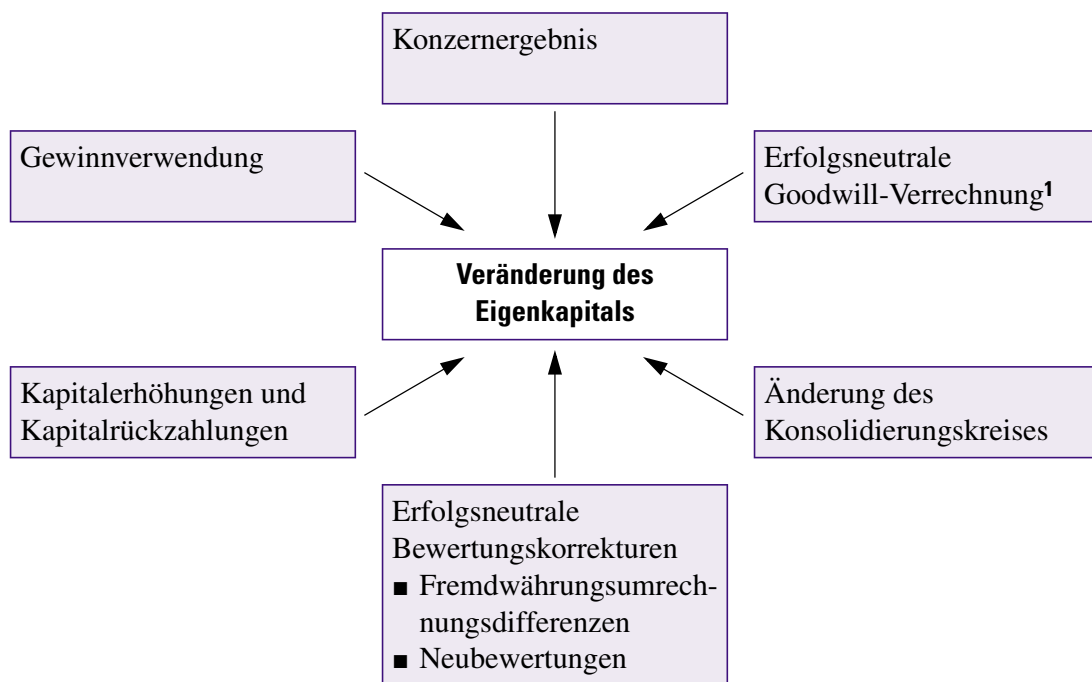 Konzernergebnis
Gewinnverwendung
Erfolgsneutrale
Goodwill-Verrechnung¹
Veränderung des
Eigenkapitals
Kapitalerhöhungen und
Kapitalrückzahlungen
Änderung des
Konsolidierungskreises
Erfolgsneutrale
Bewertungskorrekturen
■ Fremdwährungsumrech-
nungsdifferenzen
■ Neubewertungen